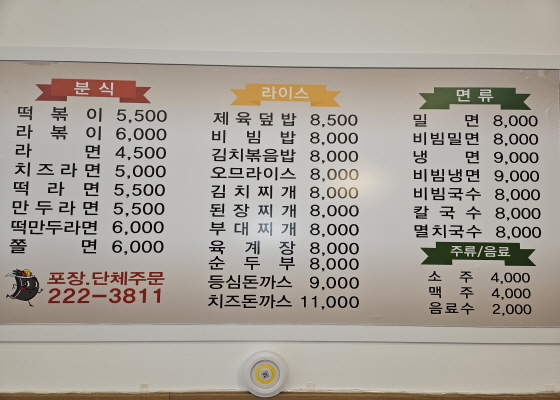 분식
떡볶이 5,500
라볶이 6,000
라면 4,500
치즈라면 5,000
떡라면 5,500
만두라면 5,500
떡만두라면 6,000
쫄면 6,000
포장.단체주문
222-3811
라이스
제육덮밥 8,500
비빔밥 8,000
김치볶음밥 8,000
오므라이스 8,000
김치찌개 8,000
된장찌개 8,000
부대찌개 8,000
육계장 8,000
순두부 8,000
등심돈까스 9,000
치즈돈까스 11,000
면류
밀면 8,000
비빔밀면 8,000
냉면 9,000
비빔냉면 9,000
비빔국수 8,000
칼국수 8,000
멸치국수 8,000
주류/음료
소주 4,000
맥주 4,000
음료수 2,000